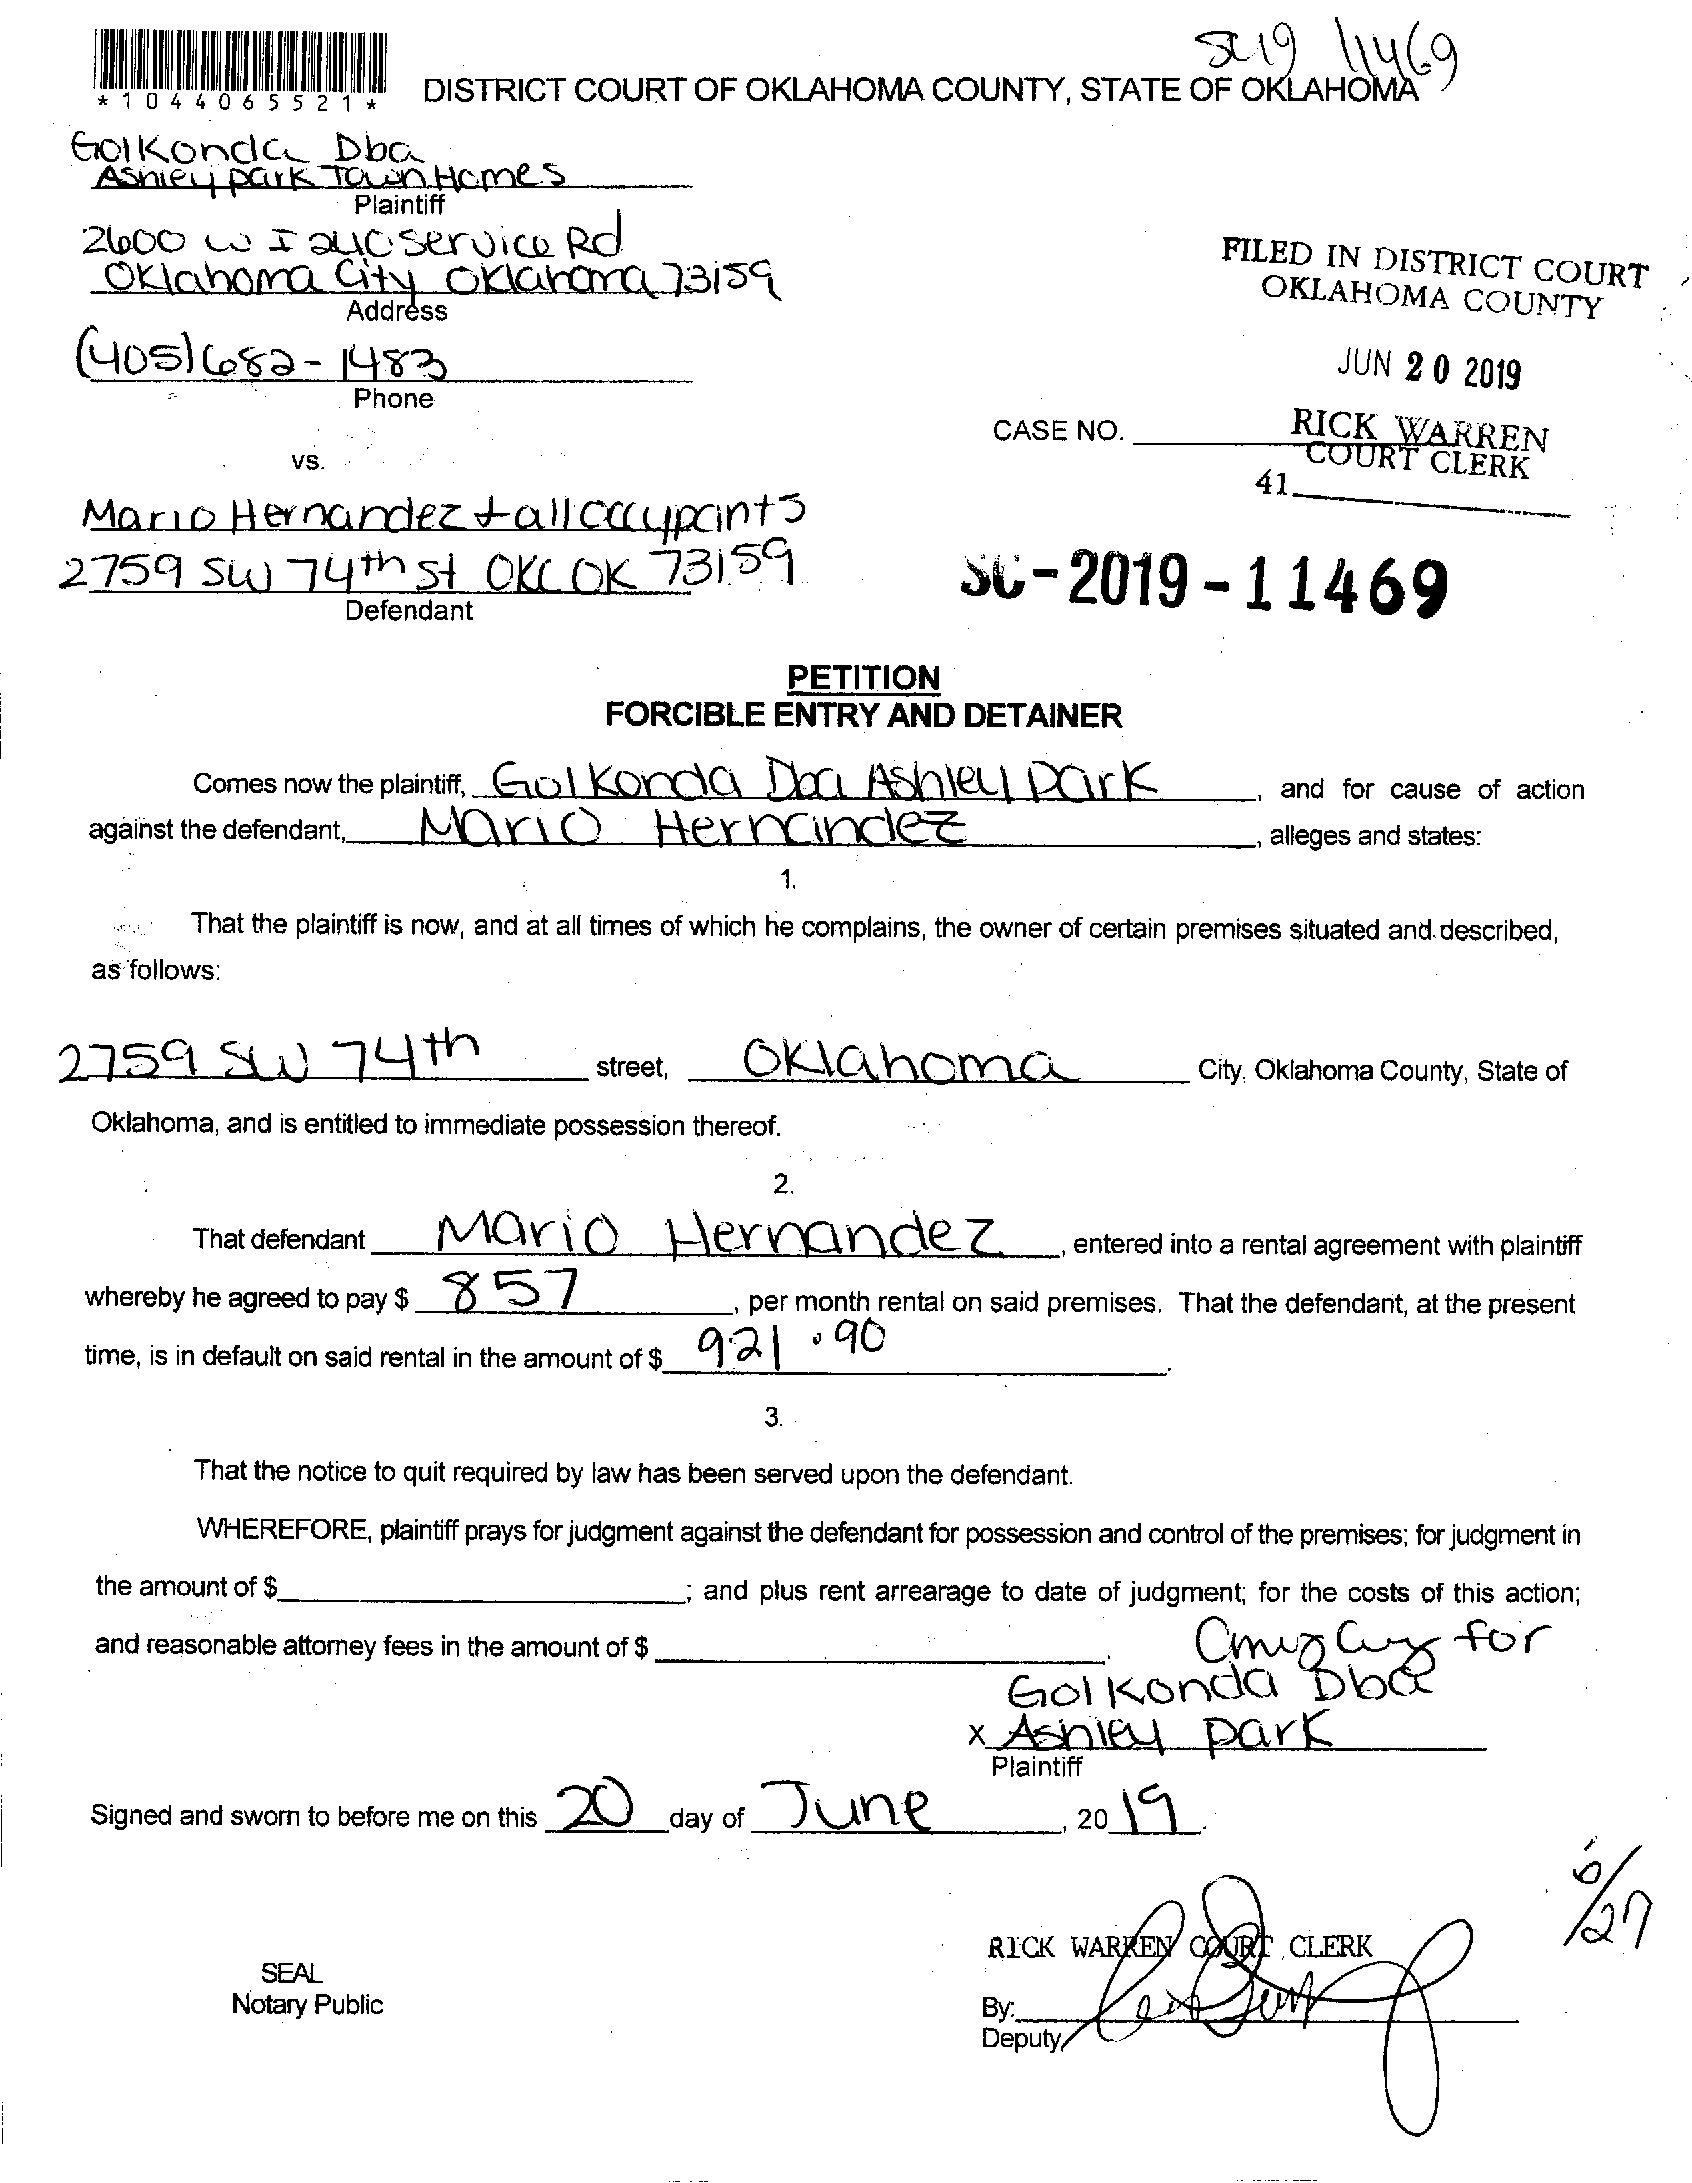 SC19 11469
*1044065521*
DISTRICT COURT OF OKLAHOMA COUNTY, STATE OF OKLAHOMA
Golkonda Dba
Ashley park Town Homes
Plaintiff
2600 W I 240 Service Rd
Oklahoma City Oklahoma 73159
Address
(405) 682-1483
Phone
FILED IN DISTRICT COURT
OKLAHOMA COUNTY
JUN 20 2019
RICK WARREN
COURT CLERK
41
CASE NO.
vs.
Mario Hernandez + all occupants
2759 SW 74th St OKC OK 73159
Defendant
SC-2019-11469
PETITION
FORCIBLE ENTRY AND DETAINER
Comes now the plaintiff, Golkonda Dba Ashley Park, and for cause of action
against the defendant, Mario Hernandez, alleges and states:
1.
That the plaintiff is now, and at all times of which he complains, the owner of certain premises situated and described,
as follows:
2759 SW 74th street, Oklahoma City, Oklahoma County, State of
Oklahoma, and is entitled to immediate possession thereof.
2.
That defendant Mario Hernandez, entered into a rental agreement with plaintiff
whereby he agreed to pay $ 857, per month rental on said premises. That the defendant, at the present
time, is in default on said rental in the amount of $ 921.90.
3.
That the notice to quit required by law has been served upon the defendant.
WHEREFORE, plaintiff prays for judgment against the defendant for possession and control of the premises; for judgment in
the amount of $ ; and plus rent arrearage to date of judgment; for the costs of this action;
and reasonable attorney fees in the amount of $ .
for
Golkonda Dba
x Ashley park
Plaintiff
Signed and sworn to before me on this 20 day of June, 2019.
6/27
RICK WARREN COURT CLERK
SEAL
Notary Public
By:
Deputy